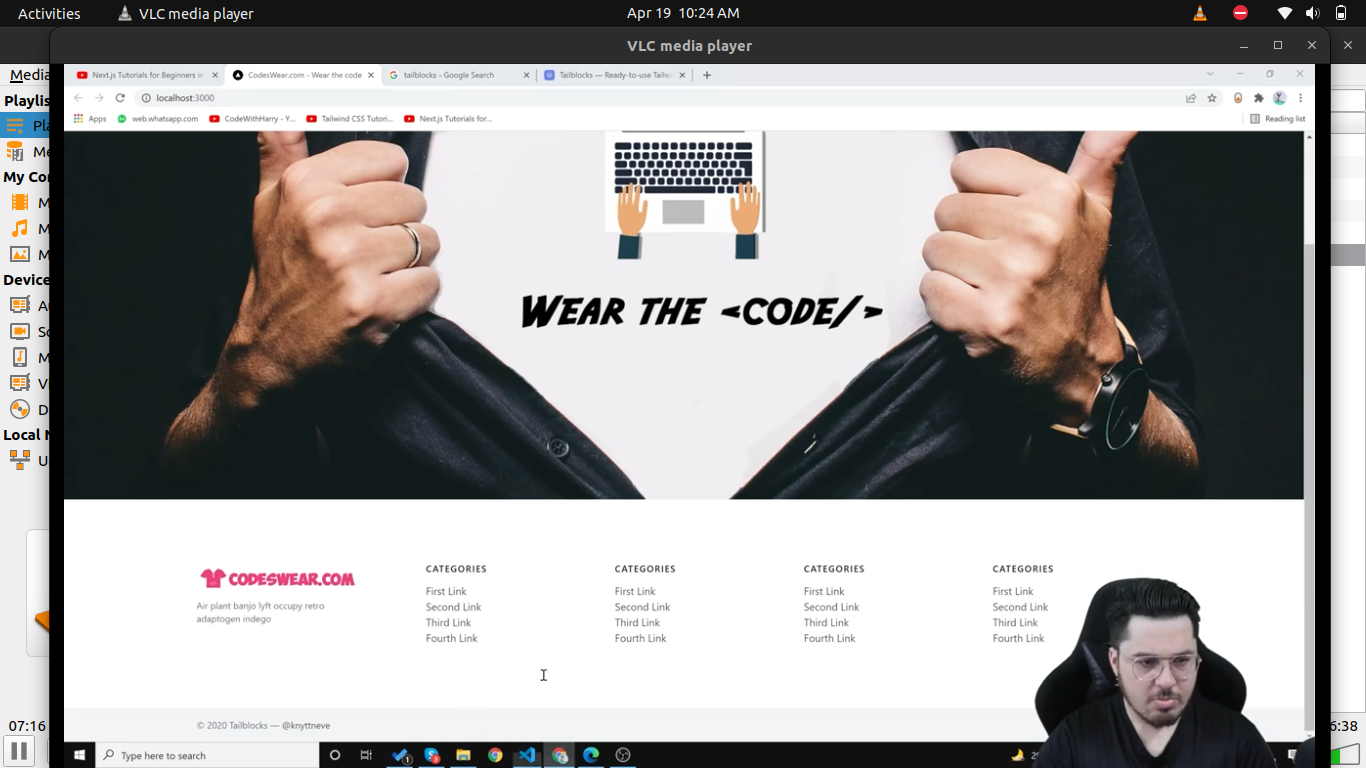 Activities
VLC media player
Apr 19 10:24 AM
VLC media player
Media
Playlis
Pla
Me
My Co
M
M
M
Device
Au
Sc
M
Vi
D
Local N
U
07:16
6:38
Next.js Tutorials for Beginners in
CodesWear.com - Wear the code
tailblocks - Google Search
Tailblocks — Ready-to-use Tailwi
localhost:3000
Apps
web.whatsapp.com
CodeWithHarry - Y...
Tailwind CSS Tutori...
Next.js Tutorials for...
Reading list
WEAR THE <CODE/>
CODESWEAR.COM
Air plant banjo lyft occupy retro
adaptogen indego
CATEGORIES
First Link
Second Link
Third Link
Fourth Link
CATEGORIES
First Link
Second Link
Third Link
Fourth Link
CATEGORIES
First Link
Second Link
Third Link
Fourth Link
CATEGORIES
First Link
Second Link
Third Link
Fourth Link
© 2020 Tailblocks — @knyttneve
Type here to search